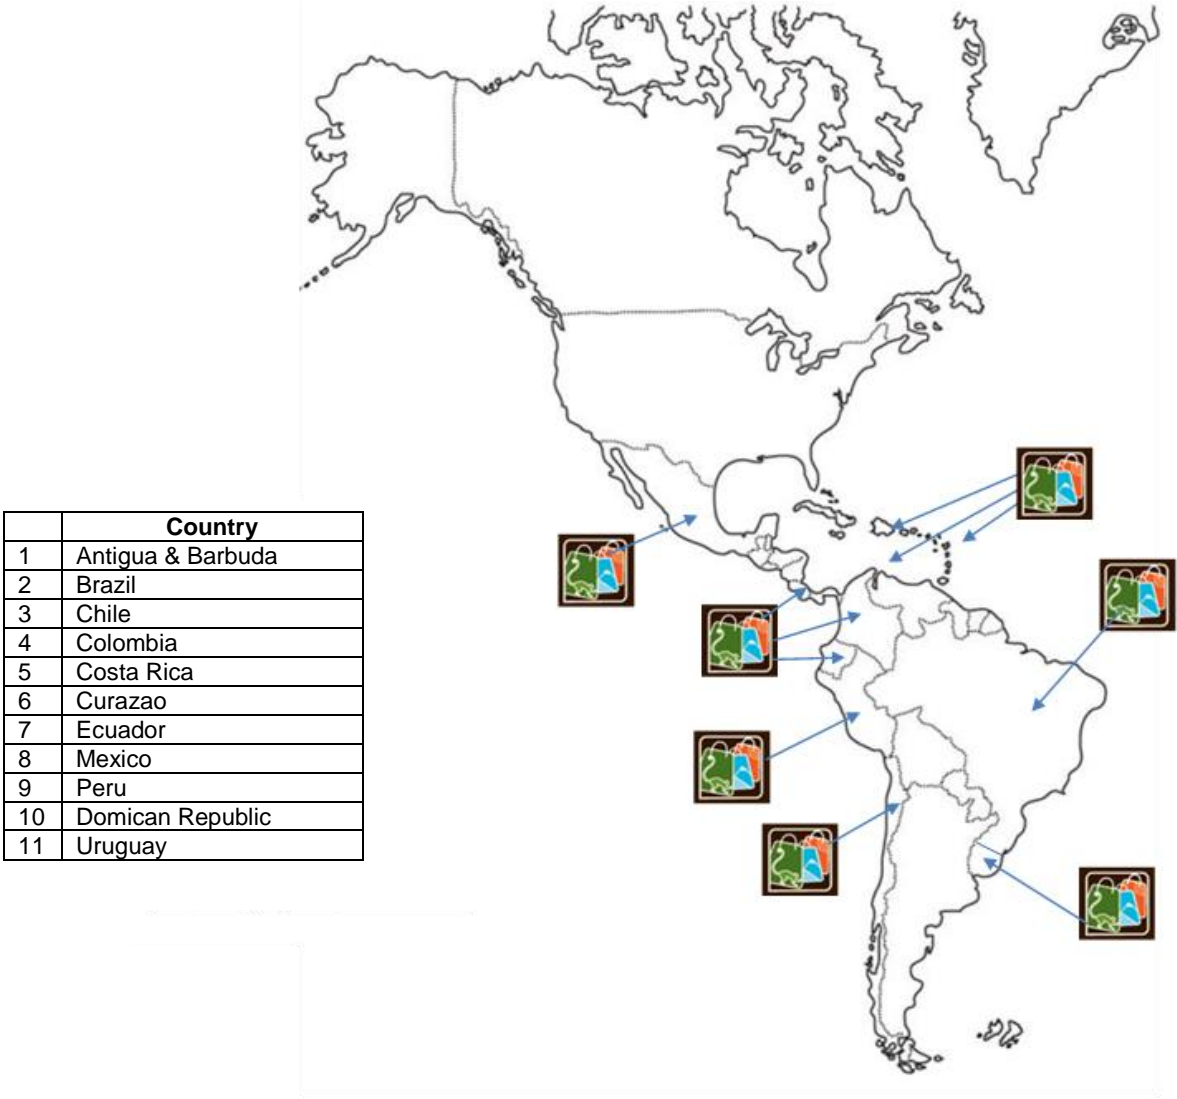 Country
1 Antigua & Barbuda
2 Brazil
3 Chile
4 Colombia
5 Costa Rica
6 Curazao
7 Ecuador
8 Mexico
9 Peru
10 Domican Republic
11 Uruguay